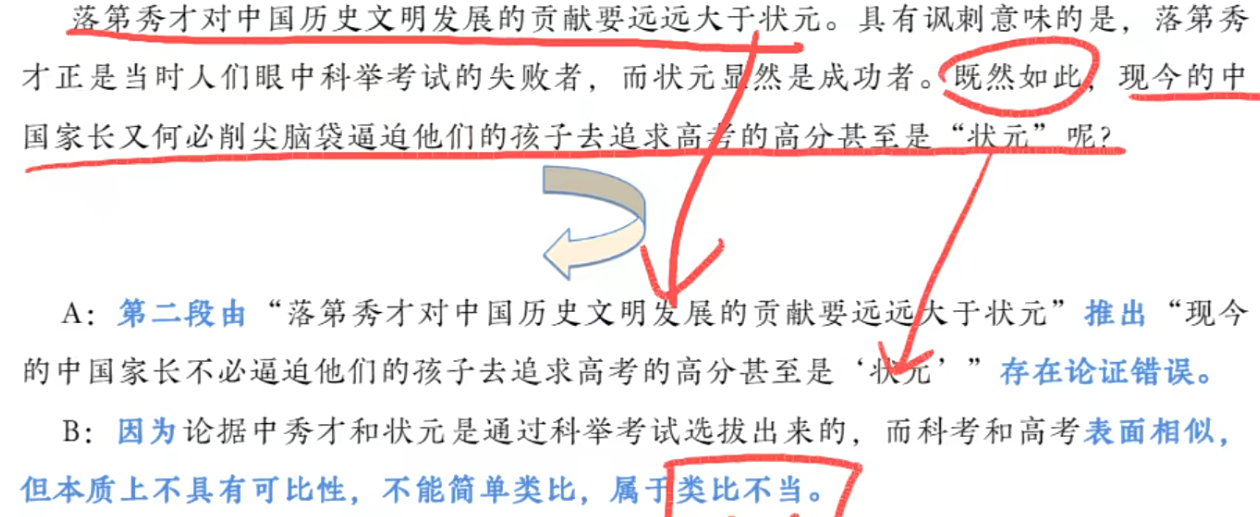 落第秀才对中国历史文明发展的贡献要远远大于状元。具有讽刺意味的是，落第秀
才正是当时人们眼中科举考试的失败者，而状元显然是成功者。既然如此，现今的中
国家长又何必削尖脑袋逼迫他们的孩子去追求高考的高分甚至是“状元”呢？
A：第二段由“落第秀才对中国历史文明发展的贡献要远远大于状元”推出“现今
的中国家长不必逼迫他们的孩子去追求高考的高分甚至是‘状元’”存在论证错误。
B：因为论据中秀才和状元是通过科举考试选拔出来的，而科考和高考表面相似，
但本质上不具有可比性，不能简单类比，属于类比不当。